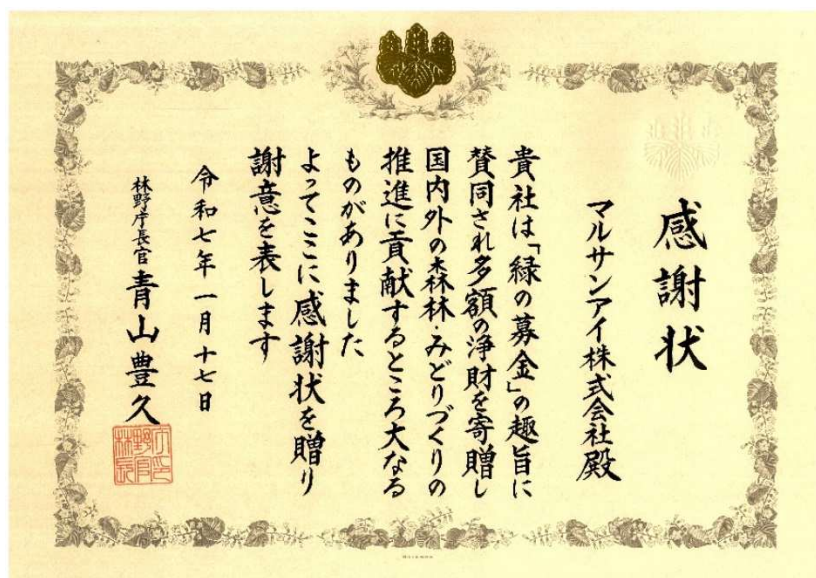 感謝状
マルサンアイ株式会社殿
貴社は「緑の募金」の趣旨に
賛同され多額の浄財を寄贈し
国内外の森林・みどりづくりの
推進に貢献するところ大なる
ものがありました
よってここに感謝状を贈り
謝意を表します
令和七年一月十七日
林野庁長官 青山豊久